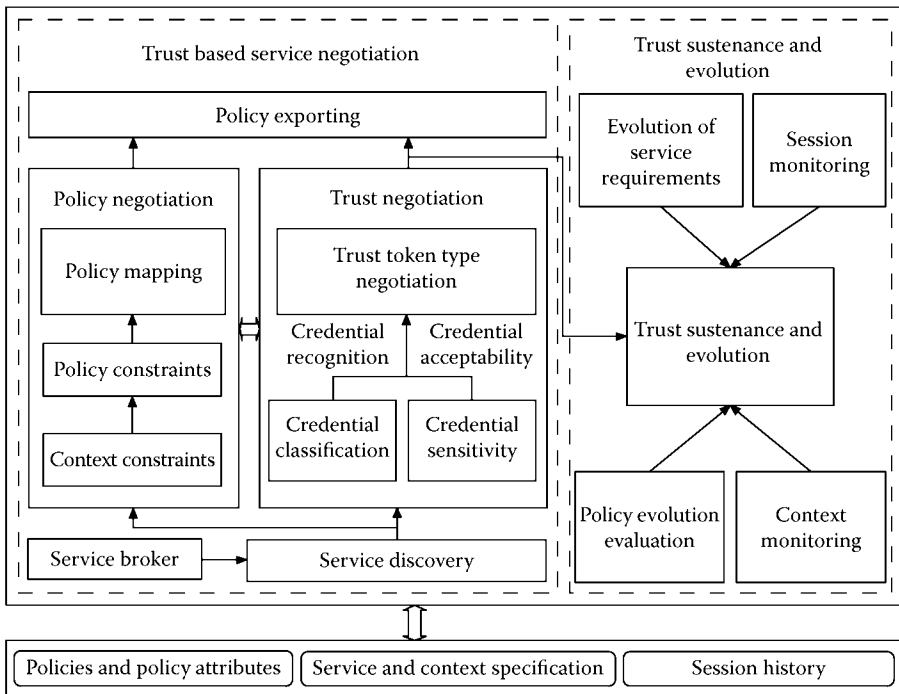 Trust based service negotiation
Policy exporting
Policy negotiation
Policy mapping
Policy constraints
Context constraints
Trust negotiation
Trust token type
negotiation
Credential
recognition
Credential
acceptability
Credential
classification
Credential
sensitivity
Service broker
Service discovery
Trust sustenance and
evolution
Evolution of
service
requirements
Session
monitoring
Trust sustenance and
evolution
Policy evolution
evaluation
Context
monitoring
Policies and policy attributes
Service and context specification
Session history